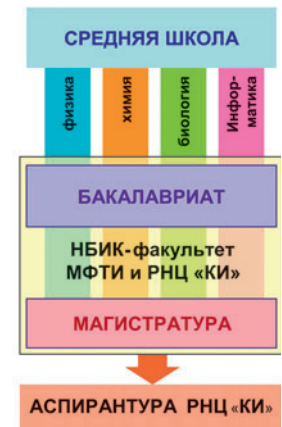 СРЕДНЯЯ ШКОЛА
физика
химия
биология
Инфор-
матика
БАКАЛАВРИАТ
НБИК-факультет
МФТИ и РНЦ «КИ»
МАГИСТРАТУРА
АСПИРАНТУРА РНЦ «КИ»